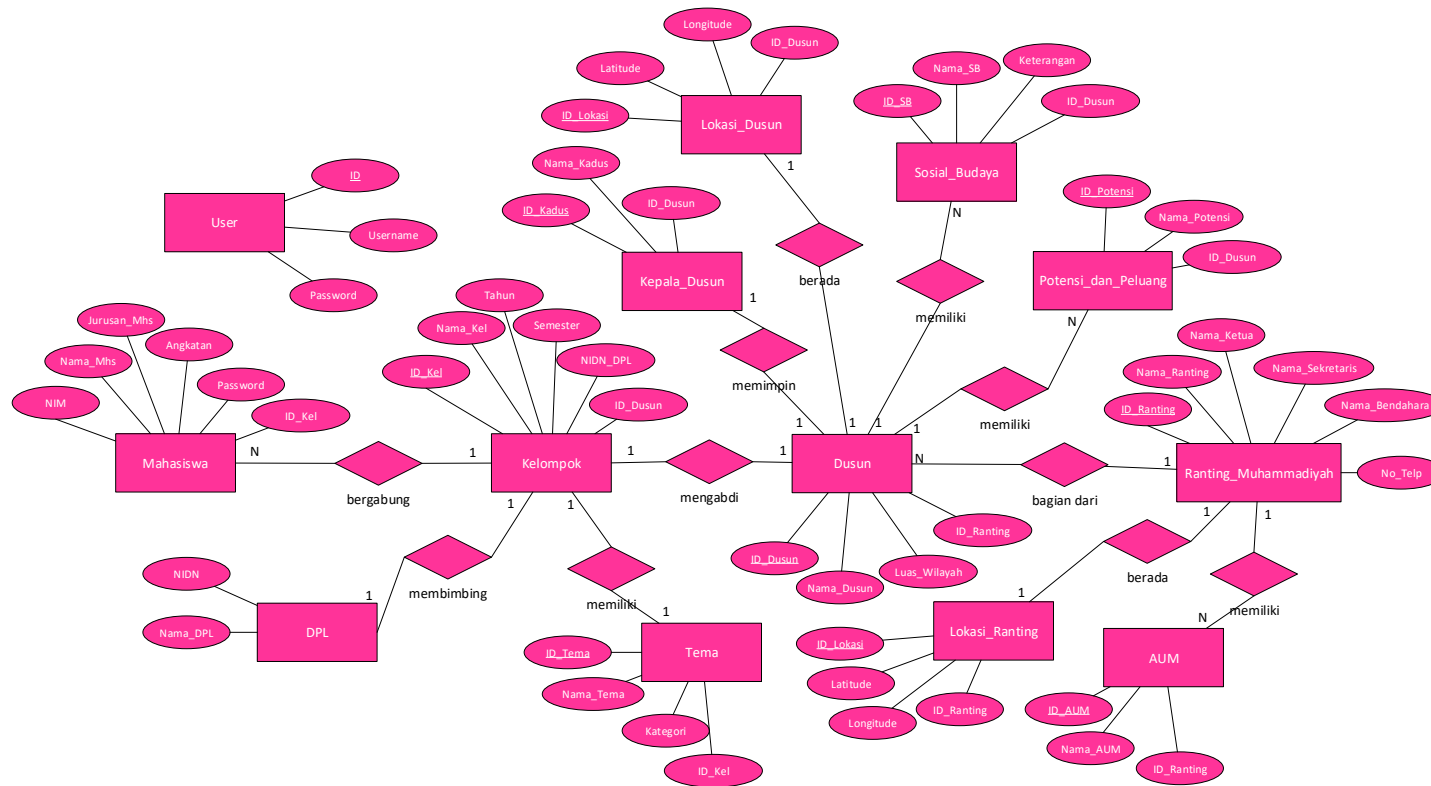 Longitude
ID_Dusun
Latitude
ID_Lokasi
Lokasi_Dusun
1
Nama_SB
Keterangan
ID_SB
ID_Dusun
Sosial_Budaya
N
Nama_Kadus
ID_Kadus
ID_Dusun
Kepala_Dusun
1
berada
memiliki
ID_Potensi
Nama_Potensi
ID_Dusun
Potensi_dan_Peluang
N
ID
User
Username
Password
Jurusan_Mhs
Angkatan
Nama_Mhs
Password
NIM
ID_Kel
Mahasiswa
N
bergabung
1
Tahun
Nama_Kel
Semester
ID_Kel
NIDN_DPL
ID_Dusun
Kelompok
1
1
1
memimpin
mengabdi
1
1
1
1
1
N
Dusun
memiliki
bagian dari
1
ID_Dusun
Nama_Dusun
Luas_Wilayah
ID_Ranting
Nama_Ketua
Nama_Ranting
Nama_Sekretaris
ID_Ranting
Nama_Bendahara
Ranting_Muhammadiyah
No_Telp
1
1
berada
memiliki
1
N
membimbing
1
NIDN
Nama_DPL
DPL
memiliki
1
Tema
ID_Tema
Nama_Tema
Kategori
ID_Kel
Lokasi_Ranting
ID_Lokasi
Latitude
Longitude
ID_Ranting
AUM
ID_AUM
Nama_AUM
ID_Ranting